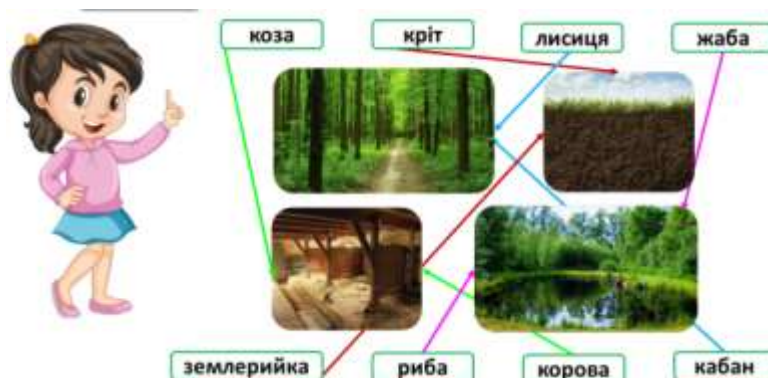 коза
кріт
лисиця
жаба
землерийка
риба
корова
кабан